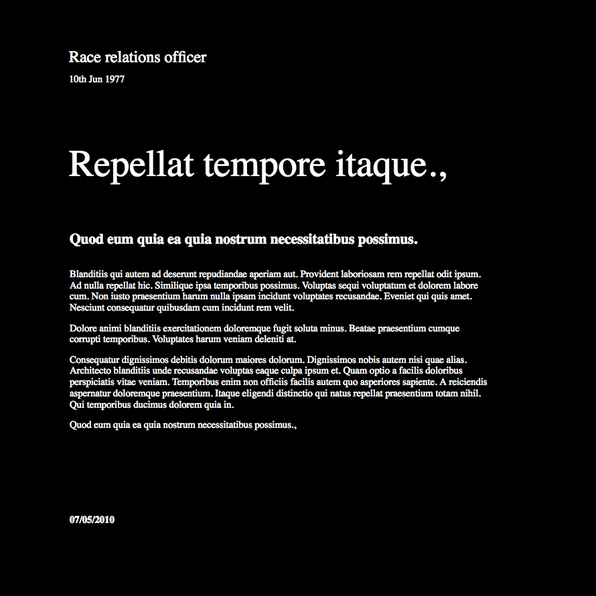 Race relations officer
10th Jun 1977
Repellat tempore itaque.,
Quod eum quia ea quia nostrum necessitatibus possimus.
Blanditiis qui autem ad deserunt repudiandae aperiam aut. Provident laboriosam rem repellat odit ipsum.
Ad nulla repellat hic. Similique ipsa temporibus possimus. Voluptas sequi voluptatum et dolorem labore
cum. Non iusto praesentium harum nulla ipsam incidunt voluptates recusandae. Eveniet qui quis amet.
Nesciunt consequatur quibusdam cum incidunt rem velit.
Dolore animi blanditiis exercitationem doloremque fugit soluta minus. Beatae praesentium cumque
corrupti temporibus. Voluptates harum veniam deleniti at.
Consequatur dignissimos debitis dolorum maiores dolorum. Dignissimos nobis autem nisi quae alias.
Architecto blanditiis unde recusandae voluptas eaque culpa ipsum et. Quam optio a facilis doloribus
perspiciatis vitae veniam. Temporibus enim non officiis facilis autem quo asperiores sapiente. A reiciendis
aspernatur doloremque praesentium. Itaque eligendi distinctio qui natus repellat praesentium totam nihil.
Qui temporibus ducimus dolorem quia in.
Quod eum quia ea quia nostrum necessitatibus possimus.,
07/05/2010